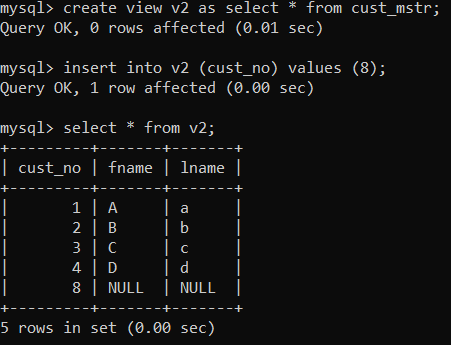 mysql> create view v2 as select * from cust_mstr;
Query OK, 0 rows affected (0.01 sec)
mysql> insert into v2 (cust_no) values (8);
Query OK, 1 row affected (0.00 sec)
mysql> select * from v2;
+---------+-------+-------+
| cust_no | fname | lname |
+---------+-------+-------+
|       1 | A     | a     |
|       2 | B     | b     |
|       3 | C     | c     |
|       4 | D     | d     |
|       8 | NULL  | NULL  |
+---------+-------+-------+
5 rows in set (0.00 sec)